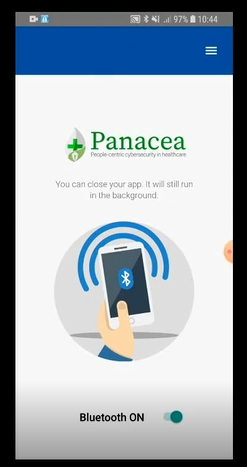 97% 10:44
Panacea
People-centric cybersecurity in healthcare
You can close your app. It will still run
in the background.
Bluetooth ON